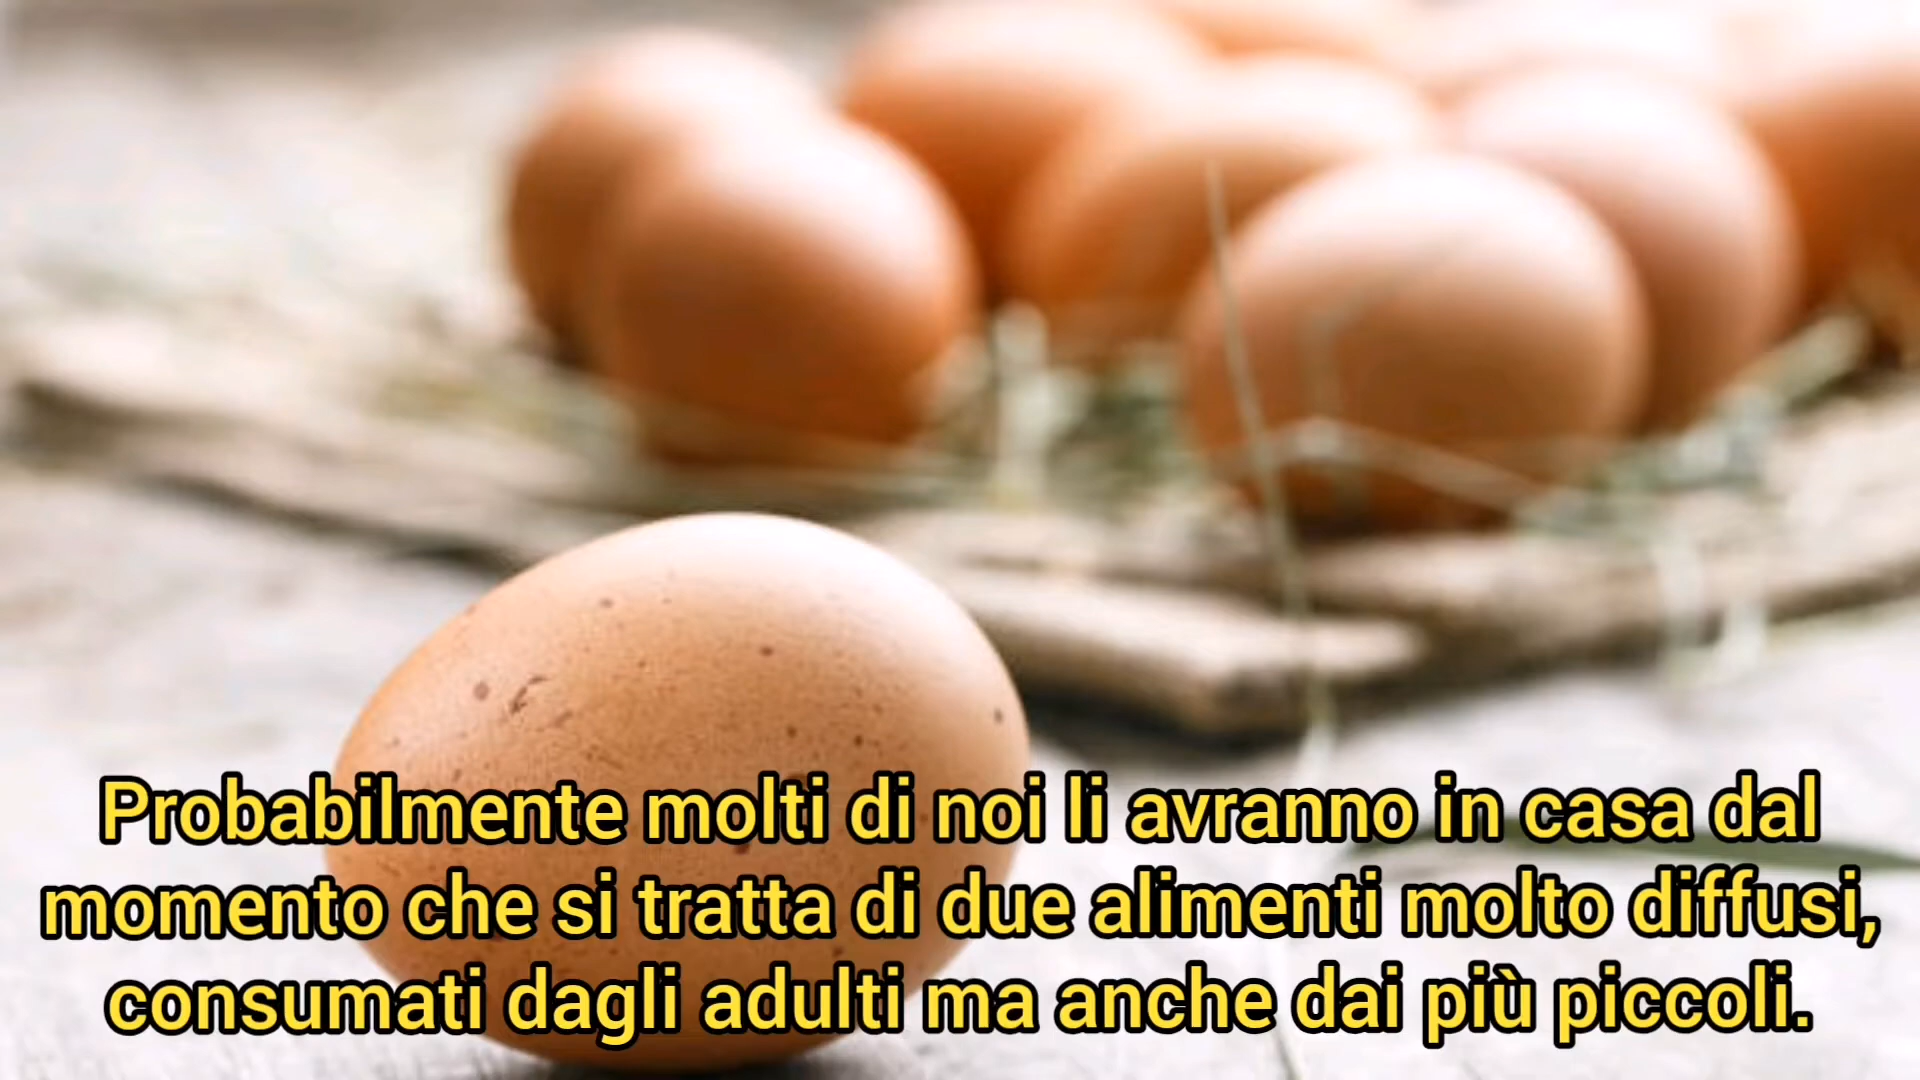 Probabilmente molti di noi li avranno in casa dal
momento che si tratta di due alimenti molto diffusi,
consumati dagli adulti ma anche dai più piccoli.